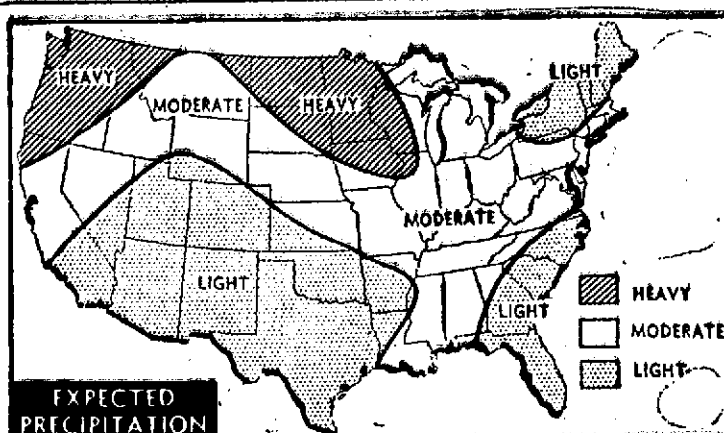 HEAVY
MODERATE
HEAVY
LIGHT
MODERATE
LIGHT
LIGHT
HEAVY
MODERATE
LIGHT
EXPECTED
PRECIPITATION